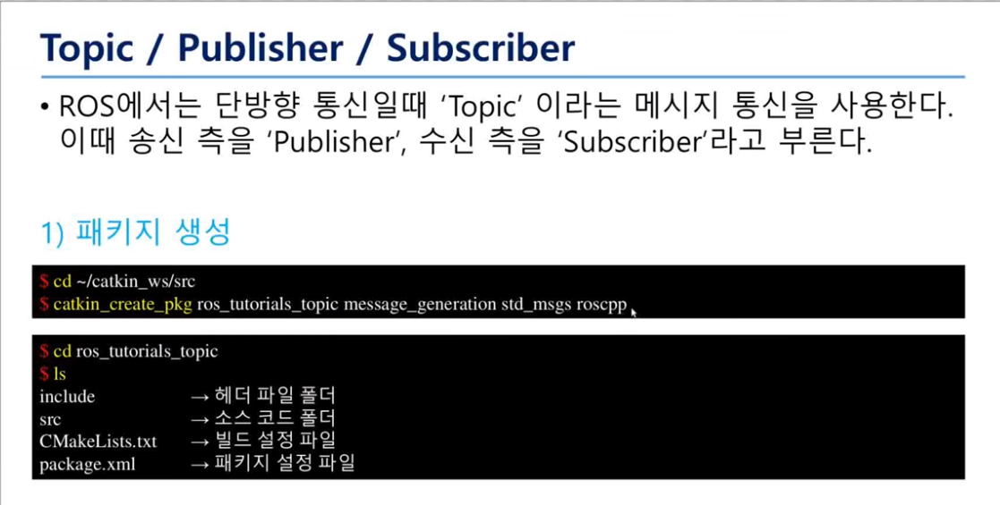 Topic / Publisher / Subscriber
• ROS에서는 단방향 통신일때 ‘Topic’ 이라는 메시지 통신을 사용한다.
이때 송신 측을 ‘Publisher’, 수신 측을 ‘Subscriber’라고 부른다.
1) 패키지 생성
$ cd ~/catkin_ws/src
$ catkin_create_pkg ros_tutorials_topic message_generation std_msgs roscpp
$ cd ros_tutorials_topic
$ ls
include → 헤더 파일 폴더
src → 소스 코드 폴더
CMakeLists.txt → 빌드 설정 파일
package.xml → 패키지 설정 파일